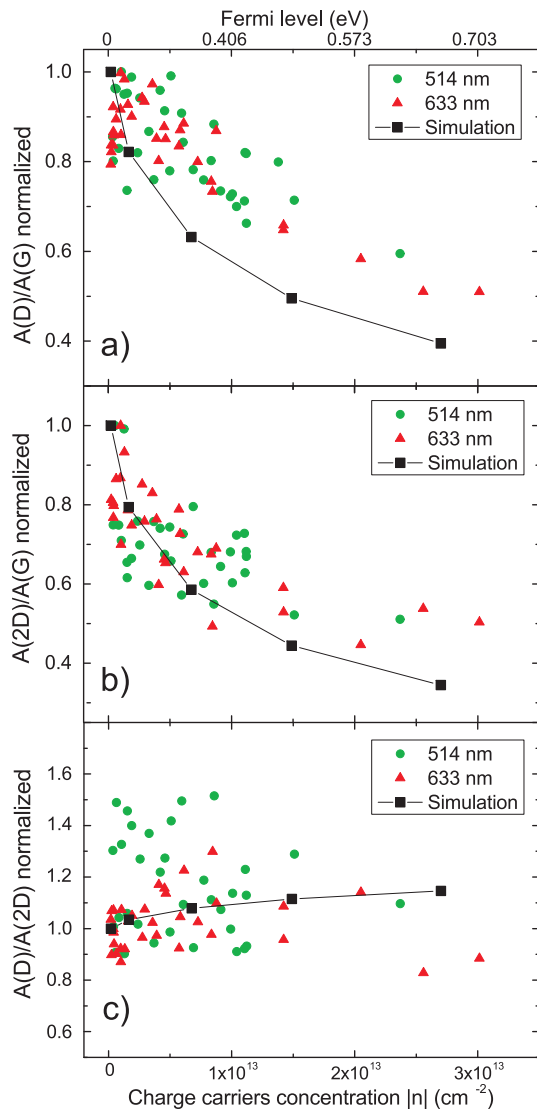 Fermi level (eV)
0 0.406 0.573 0.703
A(D)/A(G) normalized
1.0
0.8
0.6
0.4
514 nm
633 nm
Simulation
a)
A(2D)/A(G) normalized
1.0
0.8
0.6
0.4
514 nm
633 nm
Simulation
b)
A(D)/A(2D) normalized
1.6
1.4
1.2
1.0
0.8
0.6
514 nm
633 nm
Simulation
c)
0 1x10¹³ 2x10¹³ 3x10¹³
Charge carriers concentration |n| (cm⁻²)